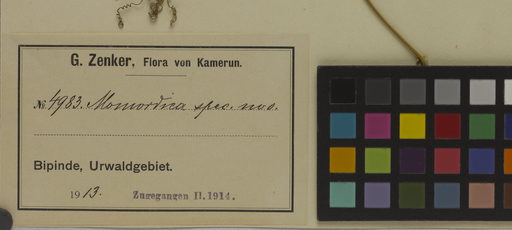 G. Zenker, Flora von Kamerun.
№ 4983. Momordica spec. nov.
Bipinde, Urwaldgebiet.
1913. Zugegangen II.1914.